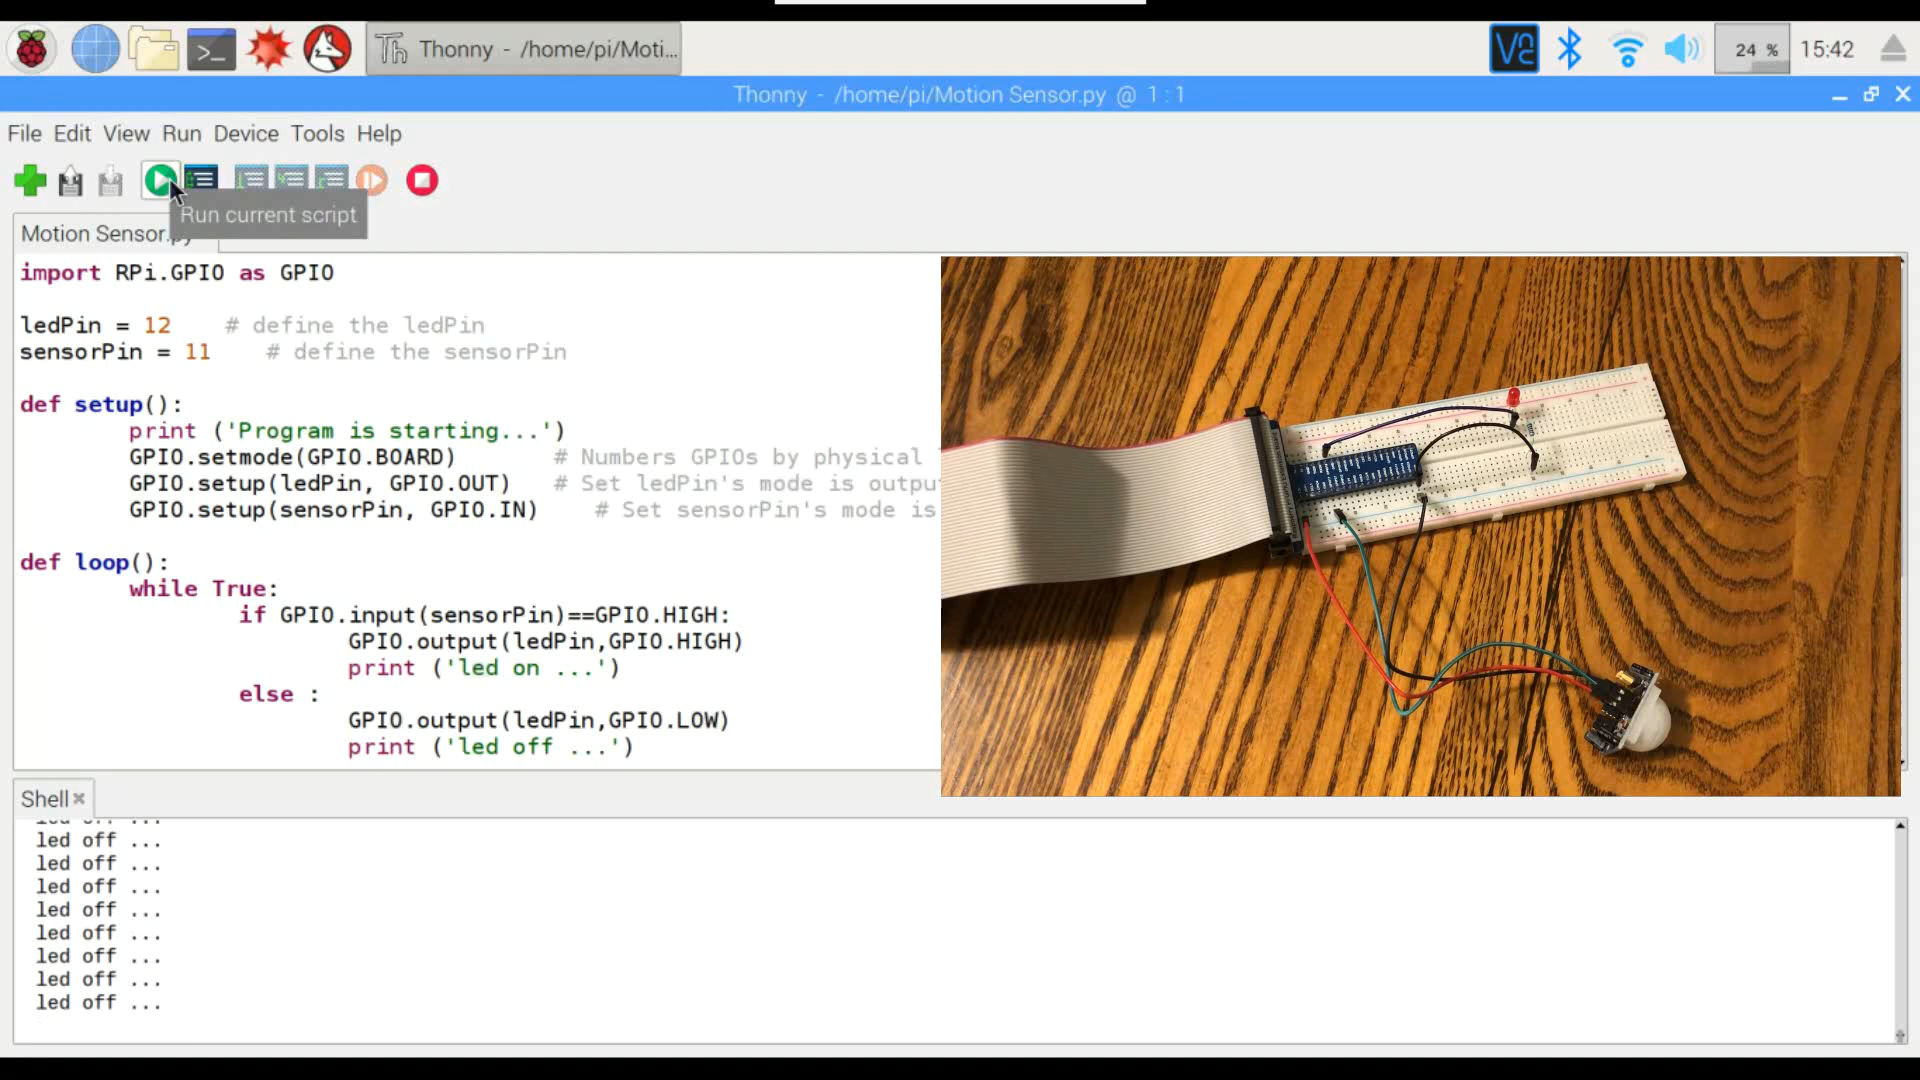 Thonny - /home/pi/Moti...
24 %
15:42
Thonny - /home/pi/Motion Sensor.py @ 1 : 1
File Edit View Run Device Tools Help
Run current script
Motion Sensor.py
import RPi.GPIO as GPIO
ledPin = 12 # define the ledPin
sensorPin = 11 # define the sensorPin
def setup():
print ('Program is starting...')
GPIO.setmode(GPIO.BOARD) # Numbers GPIOs by physical
GPIO.setup(ledPin, GPIO.OUT) # Set ledPin's mode is outpu
GPIO.setup(sensorPin, GPIO.IN) # Set sensorPin's mode is
def loop():
while True:
if GPIO.input(sensorPin)==GPIO.HIGH:
GPIO.output(ledPin,GPIO.HIGH)
print ('led on ...')
else :
GPIO.output(ledPin,GPIO.LOW)
print ('led off ...')
Shell
led off ...
led off ...
led off ...
led off ...
led off ...
led off ...
led off ...
led off ...
led off ...